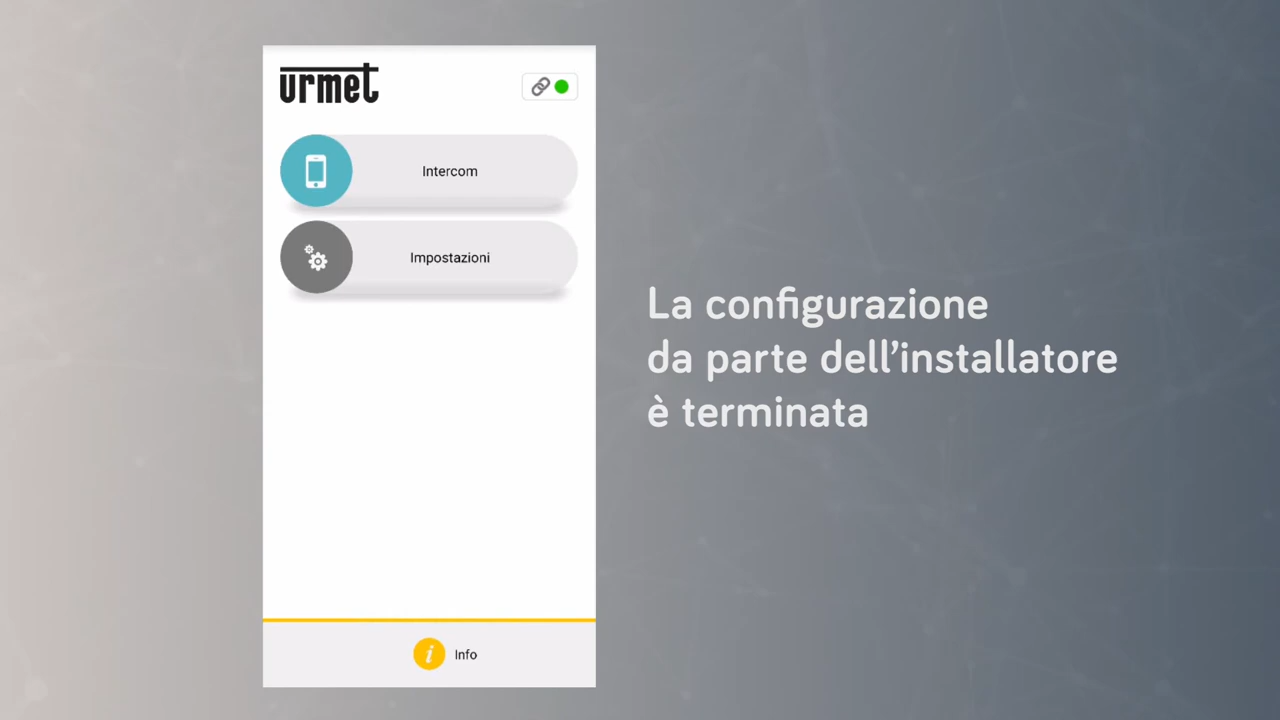 urmet
Intercom
Impostazioni
La configurazione
da parte dell’installatore
è terminata
i Info